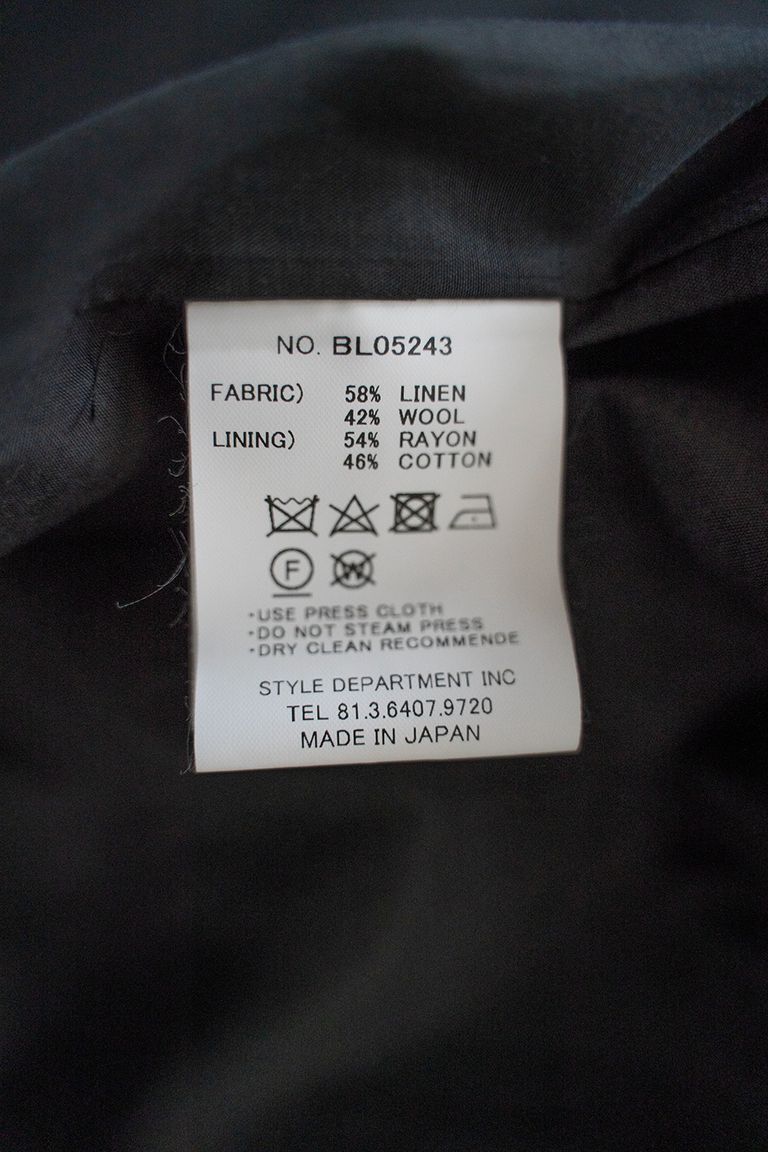 NO. BL05243
FABRIC) 58% LINEN
42% WOOL
LINING) 54% RAYON
46% COTTON
F W
·USE PRESS CLOTH
·DO NOT STEAM PRESS
·DRY CLEAN RECOMMENDE
STYLE DEPARTMENT INC
TEL 81.3.6407.9720
MADE IN JAPAN